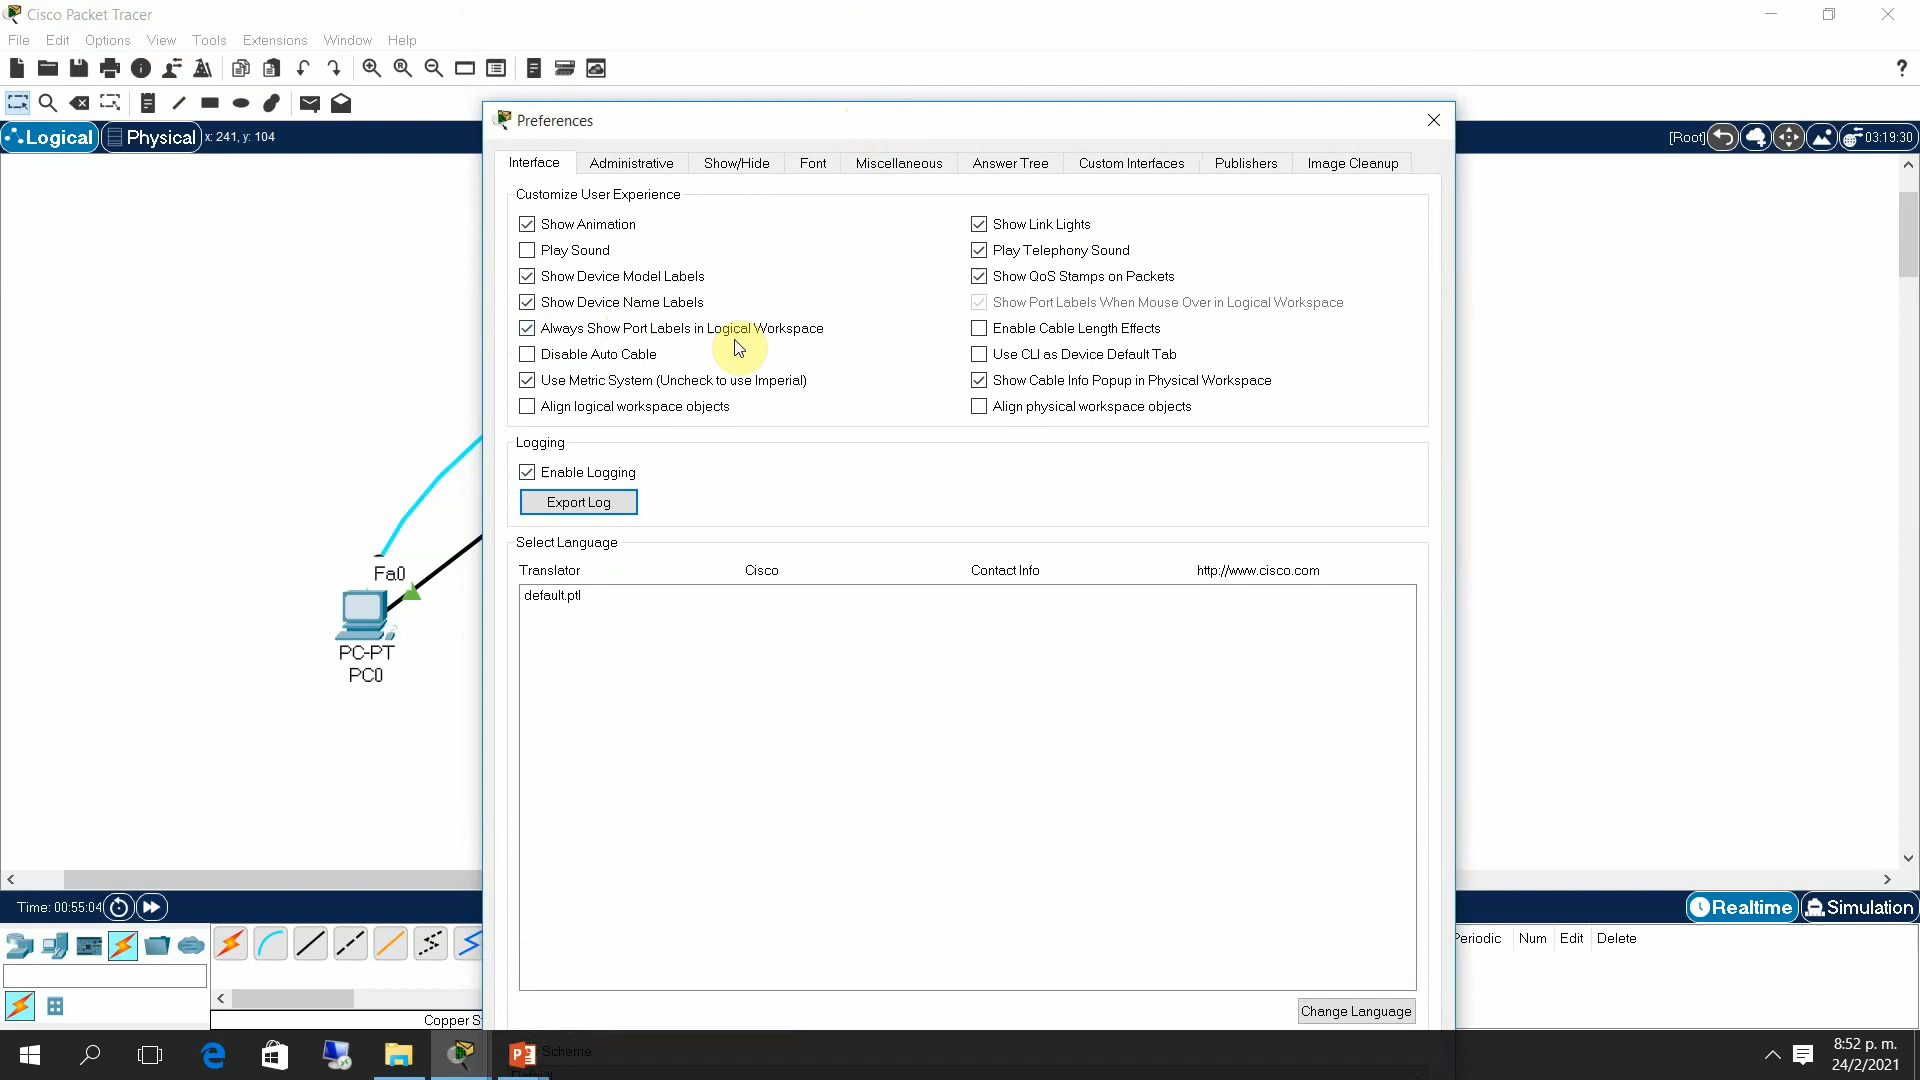 Cisco Packet Tracer
File Edit Options View Tools Extensions Window Help
?
Logical Physical x: 241, y: 104
[Root] 03:19:30
Preferences
Interface Administrative Show/Hide Font Miscellaneous Answer Tree Custom Interfaces Publishers Image Cleanup
Customize User Experience
Show Animation Show Link Lights
Play Sound Play Telephony Sound
Show Device Model Labels Show QoS Stamps on Packets
Show Device Name Labels Show Port Labels When Mouse Over in Logical Workspace
Always Show Port Labels in Logical Workspace Enable Cable Length Effects
Disable Auto Cable Use CLI as Device Default Tab
Use Metric System (Uncheck to use Imperial) Show Cable Info Popup in Physical Workspace
Align logical workspace objects Align physical workspace objects
Logging
Enable Logging
Export Log
Select Language
Translator Cisco Contact Info http://www.cisco.com
default.ptl
Fa0
PC-PT
PC0
Change Language
Time: 00:55:04
Realtime Simulation
Periodic Num Edit Delete
Copper S
Scheme
8:52 p. m.
24/2/2021